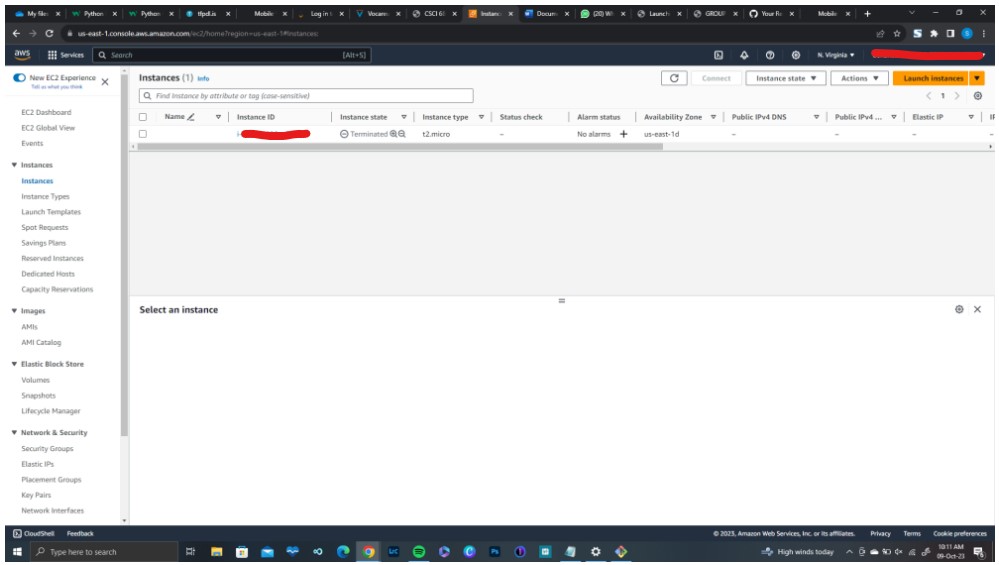 My files
Python
Python
tfpd.is
Mobile
Log in
Vocare
CSCI 6
Instan
Docum
(20) W
Launch
GROUP
Your R
Mobile
us-east-1.console.aws.amazon.com/ec2/home?region=us-east-1#Instances:
aws Services Search [Alt+S] N. Virginia
New EC2 Experience
Tell us what you think
EC2 Dashboard
EC2 Global View
Events
Instances
Instances
Instance Types
Launch Templates
Spot Requests
Savings Plans
Reserved Instances
Dedicated Hosts
Capacity Reservations
Images
AMIs
AMI Catalog
Elastic Block Store
Volumes
Snapshots
Lifecycle Manager
Network & Security
Security Groups
Elastic IPs
Placement Groups
Key Pairs
Network Interfaces
Instances (1) Info Connect Instance state Actions Launch instances
Find Instance by attribute or tag (case-sensitive) 1
Name Instance ID Instance state Instance type Status check Alarm status Availability Zone Public IPv4 DNS Public IPv4 ... Elastic IP
Terminated t2.micro – No alarms + us-east-1d – – –
Select an instance
CloudShell Feedback © 2023, Amazon Web Services, Inc. or its affiliates. Privacy Terms Cookie preferences
Type here to search High winds today 10:11 AM
09-Oct-23